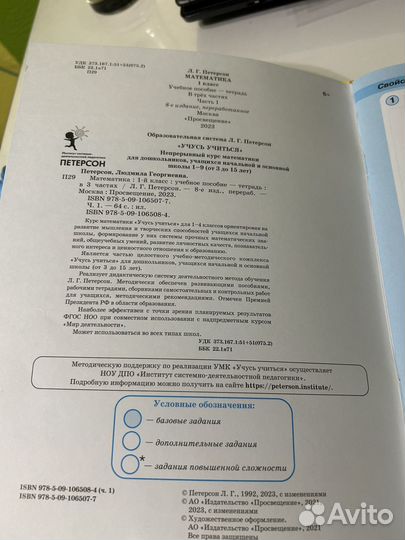 УДК 373.167.1:51+51(075.2)
ББК 22.1я71
П29
Л. Г. Петерсон
МАТЕМАТИКА
1 класс
Учебное пособие — тетрадь
В трёх частях
Часть 1
8-е издание, переработанное
Москва
«Просвещение»
2023
6+
Институт системно-
деятельностной педагогики
ПЕТЕРСОН
Образовательная система Л. Г. Петерсон
«УЧУСЬ УЧИТЬСЯ»
Непрерывный курс математики
для дошкольников, учащихся начальной и основной
школы 1–9 (от 3 до 15 лет)
Петерсон, Людмила Георгиевна.
П29 Математика : 1-й класс : учебное пособие — тетрадь :
в 3 частях / Л. Г. Петерсон. — 8-е изд., перераб. —
Москва : Просвещение, 2023.
ISBN 978-5-09-106507-7.
Ч. 1. — 64 с. : ил.
ISBN 978-5-09-106508-4.
Курс математики «Учусь учиться» для 1–4 классов ориентирован на
развитие мышления и творческих способностей учащихся начальной
школы, формирование у них системы прочных математических зна-
ний, общеучебных умений, развитие личностных качеств, познаватель-
ного интереса и ценностного отношения к образованию.
Является частью целостного учебно-методического комплекса
«Учусь учиться» для дошкольников, учащихся начальной и основной
школы (от 3 до 15 лет).
Реализует дидактическую систему деятельностного метода обучения
Л. Г. Петерсон. Методически обеспечен развивающими пособиями,
рабочими тетрадями, сборниками самостоятельных и контрольных работ
для учащихся, методическими рекомендациями. Отмечен Премией
Президента РФ в области образования.
Наиболее эффективен с точки зрения планируемых результатов
ФГОС НОО при совместном использовании с надпредметным курсом
«Мир деятельности».
Может использоваться во всех типах школ.
УДК 373.167.1:51+51(075.2)
ББК 22.1я71
Методическую поддержку по реализации УМК «Учусь учиться» осуществляет
НОУ ДПО «Институт системно-деятельностной педагогики».
Подробную информацию можно получить на сайте https://peterson.institute/.
Условные обозначения:
— базовые задания
— дополнительные задания
* — задания повышенной сложности
ISBN 978-5-09-106508-4 (ч. 1)
ISBN 978-5-09-106507-7
© Петерсон Л. Г., 1992, 2023, с изменениями
© АО «Издательство «Просвещение», 2021,
2023, с изменениями
© Художественное оформление.
АО «Издательство «Просвещение», 2021
Все права защищены
Свойс
1
Avito